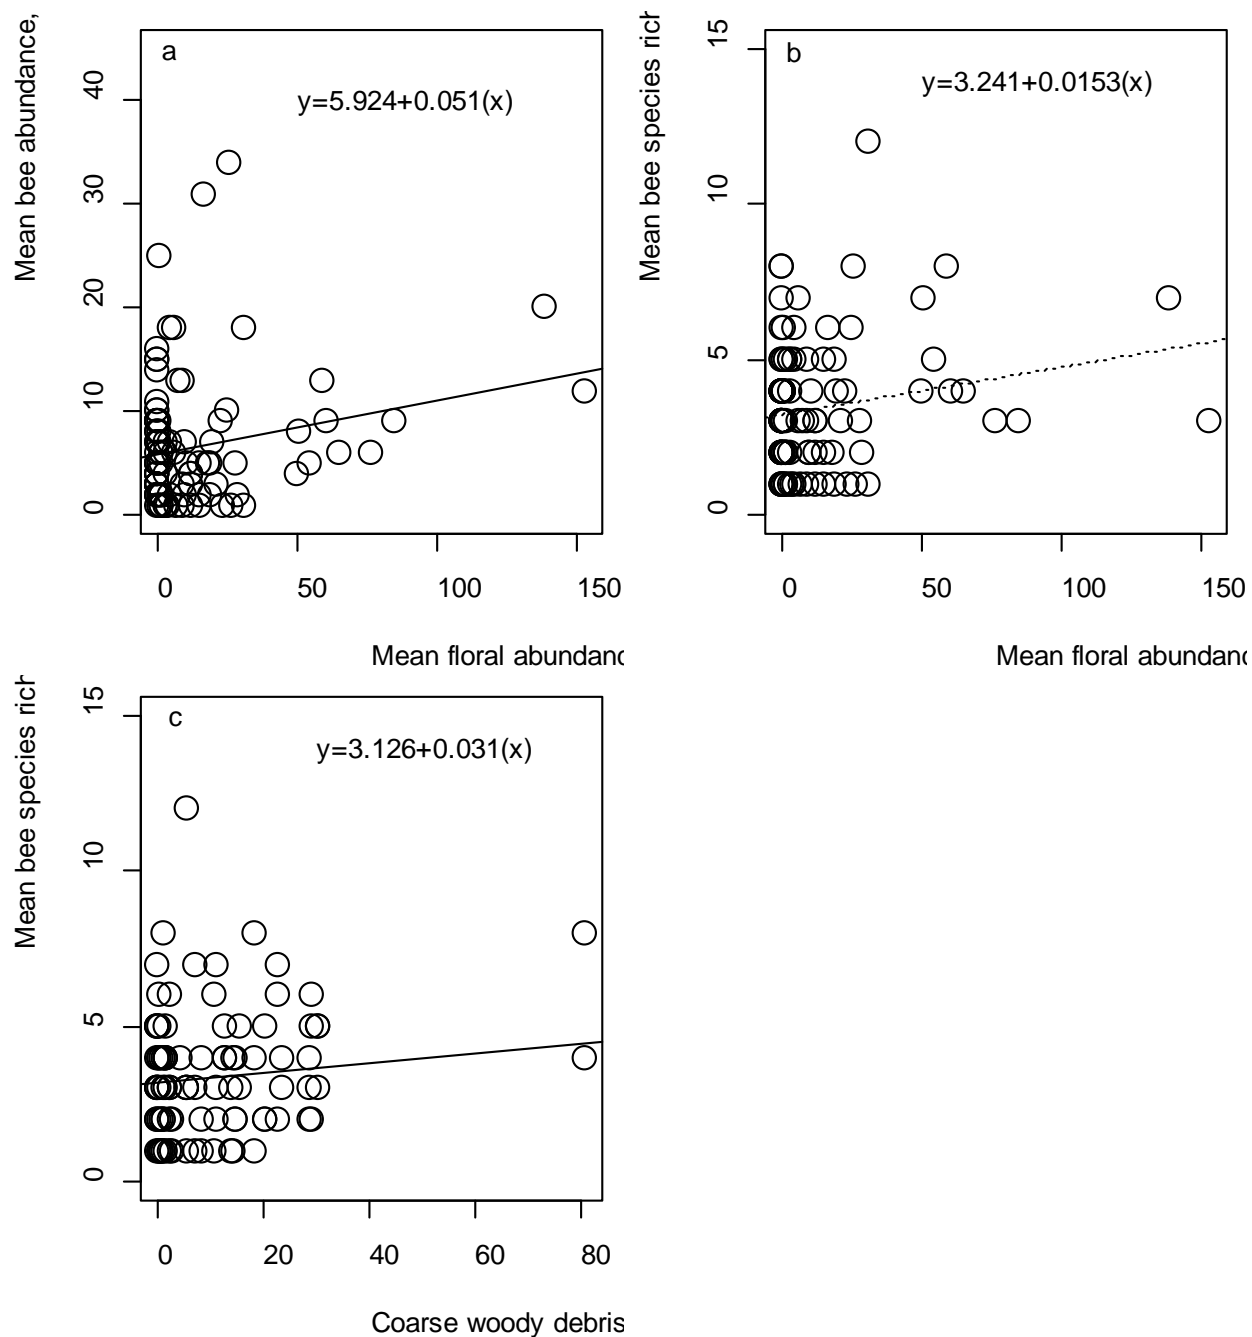 a
y=5.924+0.051(x)
Mean bee abundance,
0 10 20 30 40
0 50 100 150
Mean floral abundanc
b
y=3.241+0.0153(x)
Mean bee species rich
0 5 10 15
0 50 100 150
Mean floral abundanc
c
y=3.126+0.031(x)
Mean bee species rich
0 5 10 15
0 20 40 60 80
Coarse woody debris